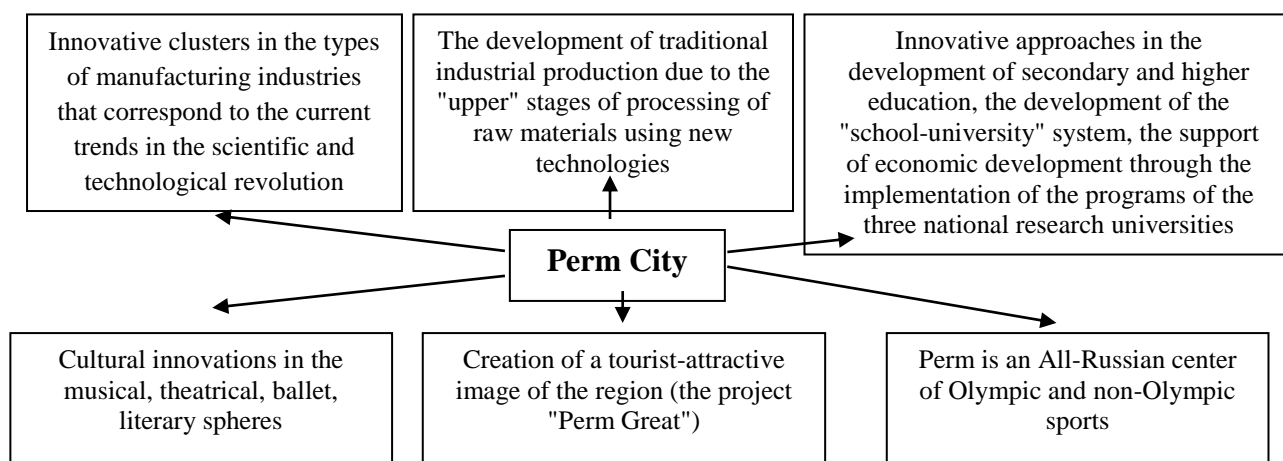 Innovative clusters in the types
of manufacturing industries
that correspond to the current
trends in the scientific and
technological revolution
The development of traditional
industrial production due to the
"upper" stages of processing of
raw materials using new
technologies
Innovative approaches in the
development of secondary and higher
education, the development of the
"school-university" system, the support
of economic development through the
implementation of the programs of the
three national research universities
Perm City
Cultural innovations in the
musical, theatrical, ballet,
literary spheres
Creation of a tourist-attractive
image of the region (the project
"Perm Great")
Perm is an All-Russian center
of Olympic and non-Olympic
sports